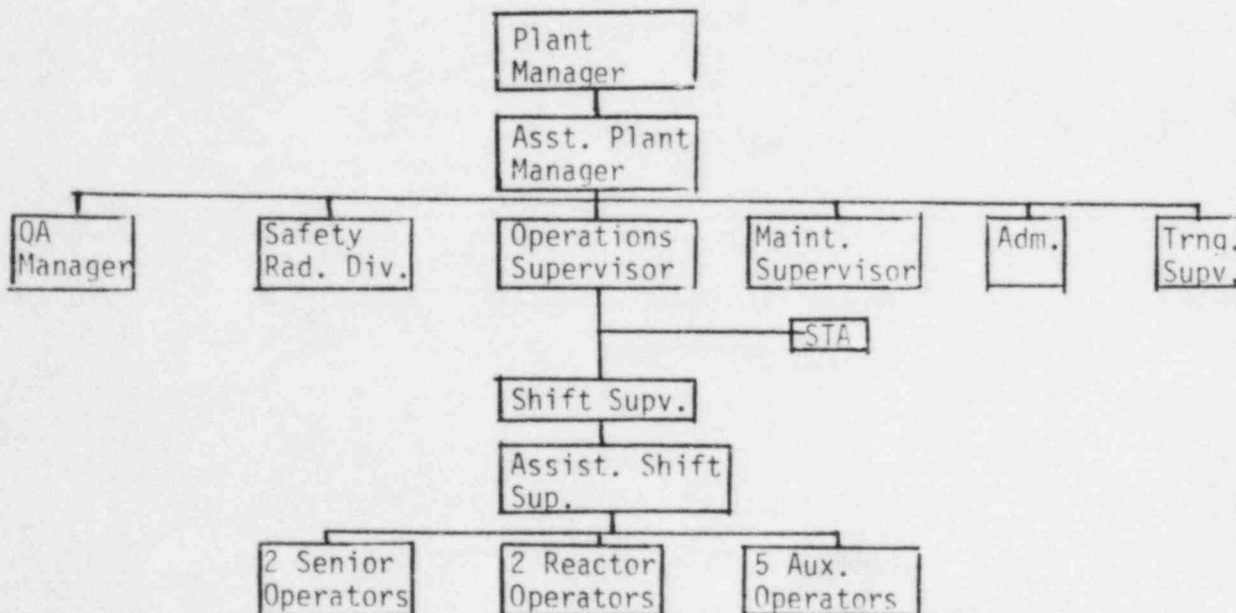 Plant
Manager
Asst. Plant
Manager
QA
Manager
Safety
Rad. Div.
Operations
Supervisor
Maint.
Supervisor
Adm.
Trng.
Supv.
STA
Shift Supv.
Assist. Shift
Sup.
2 Senior
Operators
2 Reactor
Operators
5 Aux.
Operators